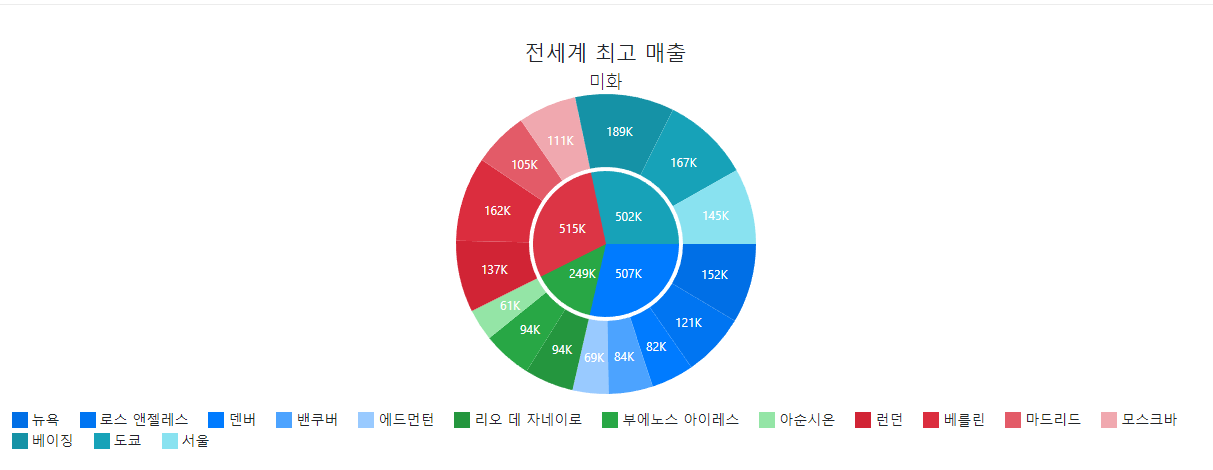 전세계 최고 매출
미화
189K
167K
145K
152K
121K
82K
84K
69K
94K
94K
61K
137K
162K
105K
111K
502K
507K
249K
515K
뉴욕 로스 앤젤레스 덴버 밴쿠버 에드먼턴 리오 데 자네이로 부에노스 아이레스 아순시온 런던 베를린 마드리드 모스크바
베이징 도쿄 서울